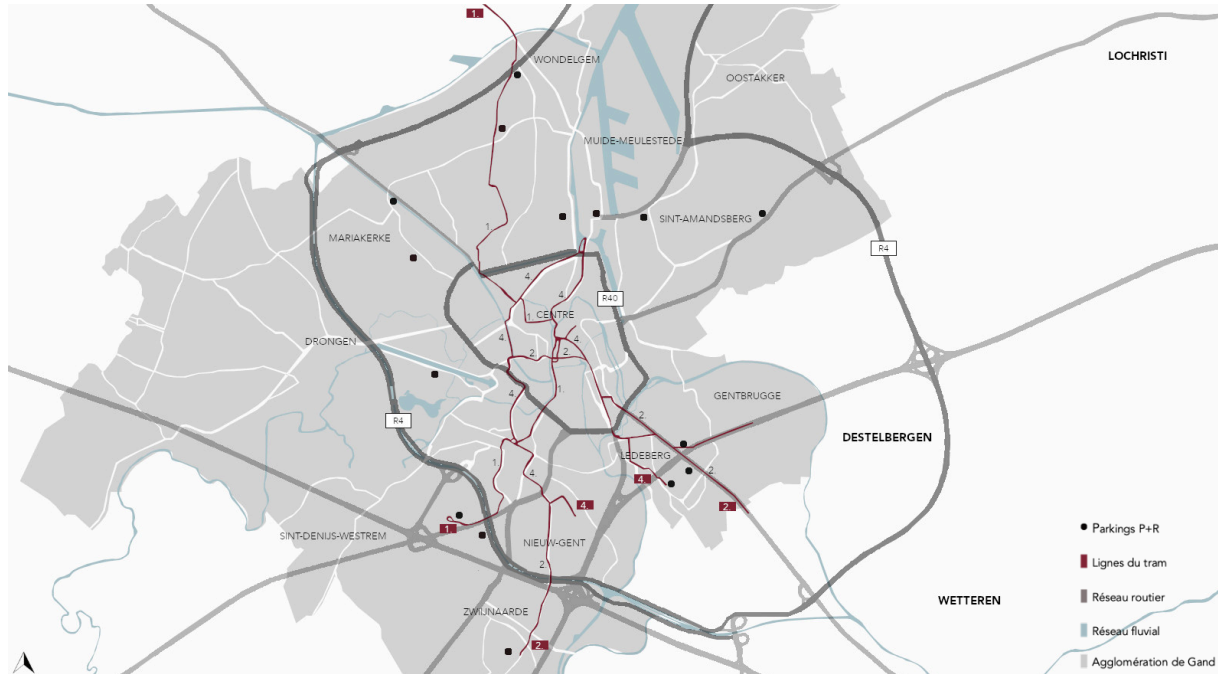 1.
WONDELGEM
LOCHRISTI
OOSTAKKER
MUIDE-MEULESTEDE
SINT-AMANDSBERG
1.
MARIAKERKE
R4
4.
4.
R40
1.
CENTRE
DRONGEN
4.
4.
2.
2.
4.
1.
GENTBRUGGE
2.
R4
DESTELBERGEN
LEDEBERG
1.
4.
2.
4.
2.
4.
1.
SINT-DENIJS-WESTREM
NIEUW-GENT
2.
Parkings P+R
Lignes du tram
Réseau routier
WETTEREN
ZWIJNAARDE
Réseau fluvial
2.
Agglomération de Gand